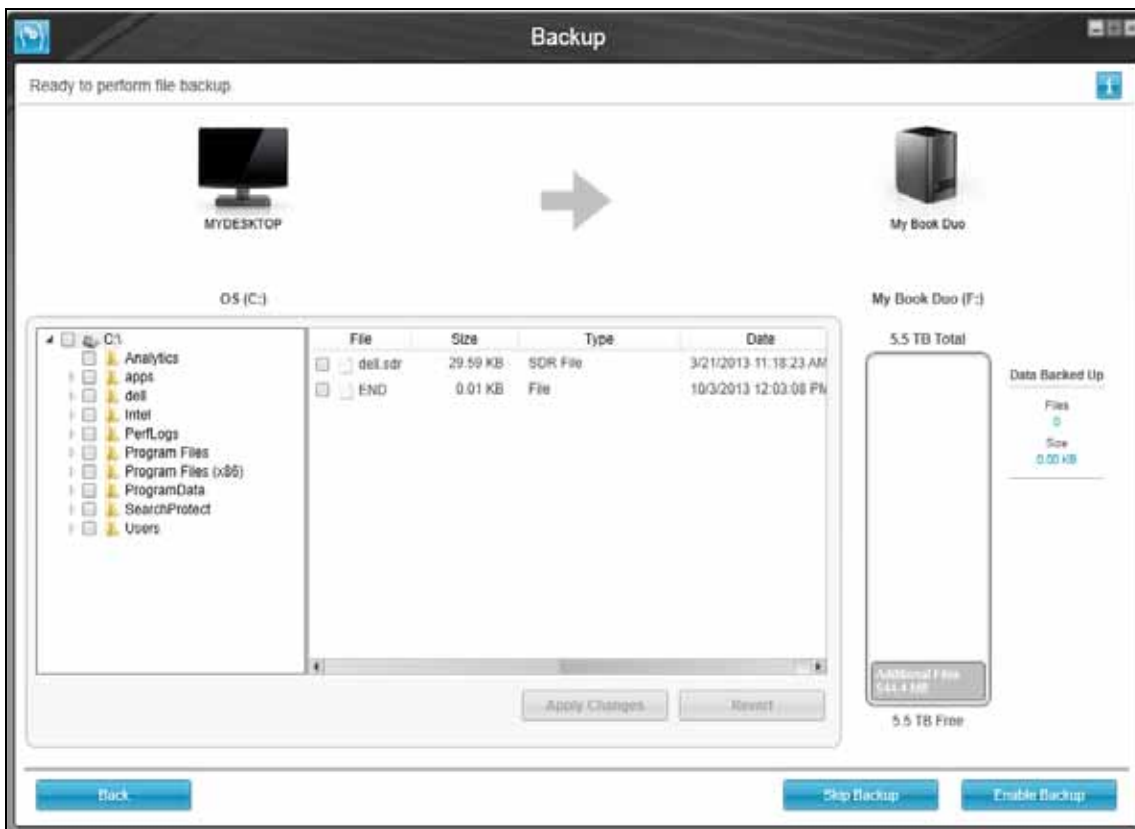 Backup
Ready to perform file backup
MYDESKTOP
My Book Duo
OS (C:)
My Book Duo (F:)
C:\
Analytics
apps
dell
Intel
PerfLogs
Program Files
Program Files (x86)
ProgramData
SearchProtect
Users
File Size Type Date
dell.sdr 29.59 KB SDR File 3/21/2013 11:18:23 AM
END 0.01 KB File 10/3/2013 12:03:08 PM
Apply Changes
Revert
5.5 TB Total
Additional Files
544.4 MB
5.5 TB Free
Data Backed Up
Files
0
Size
0.00 KB
Back
Skip Backup
Enable Backup